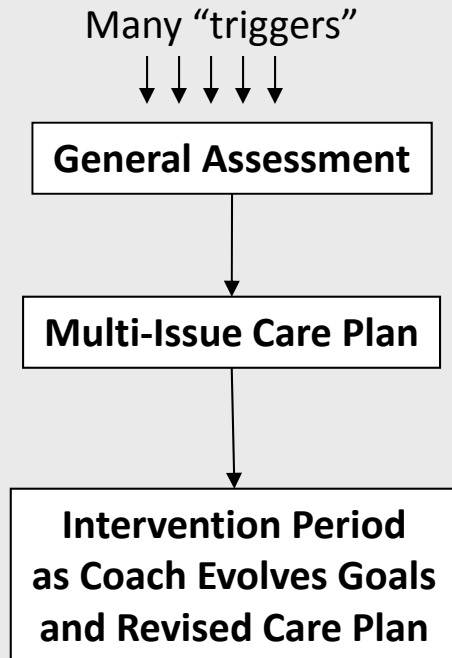 Many “triggers”
General Assessment
Multi-Issue Care Plan
Intervention Period
as Coach Evolves Goals
and Revised Care Plan